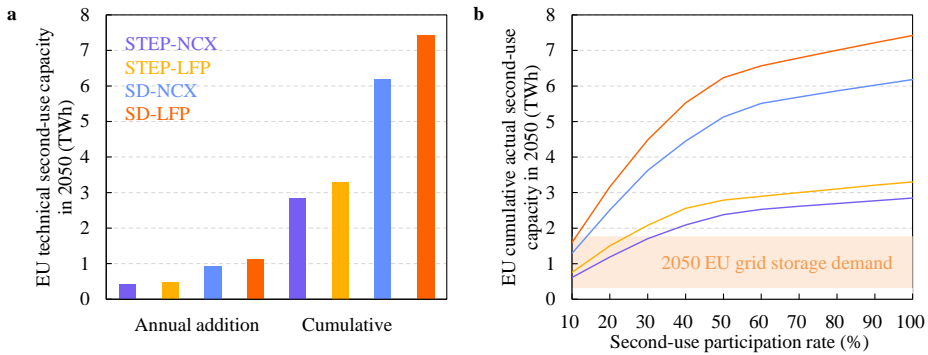 a
EU technical second-use capacity
in 2050 (TWh)
8
7
6
5
4
3
2
1
0
STEP-NCX
STEP-LFP
SD-NCX
SD-LFP
Annual addition
Cumulative
b
EU cumulative actual second-use
capacity in 2050 (TWh)
8
7
6
5
4
3
2
1
0
2050 EU grid storage demand
10 20 30 40 50 60 70 80 90 100
Second-use participation rate (%)